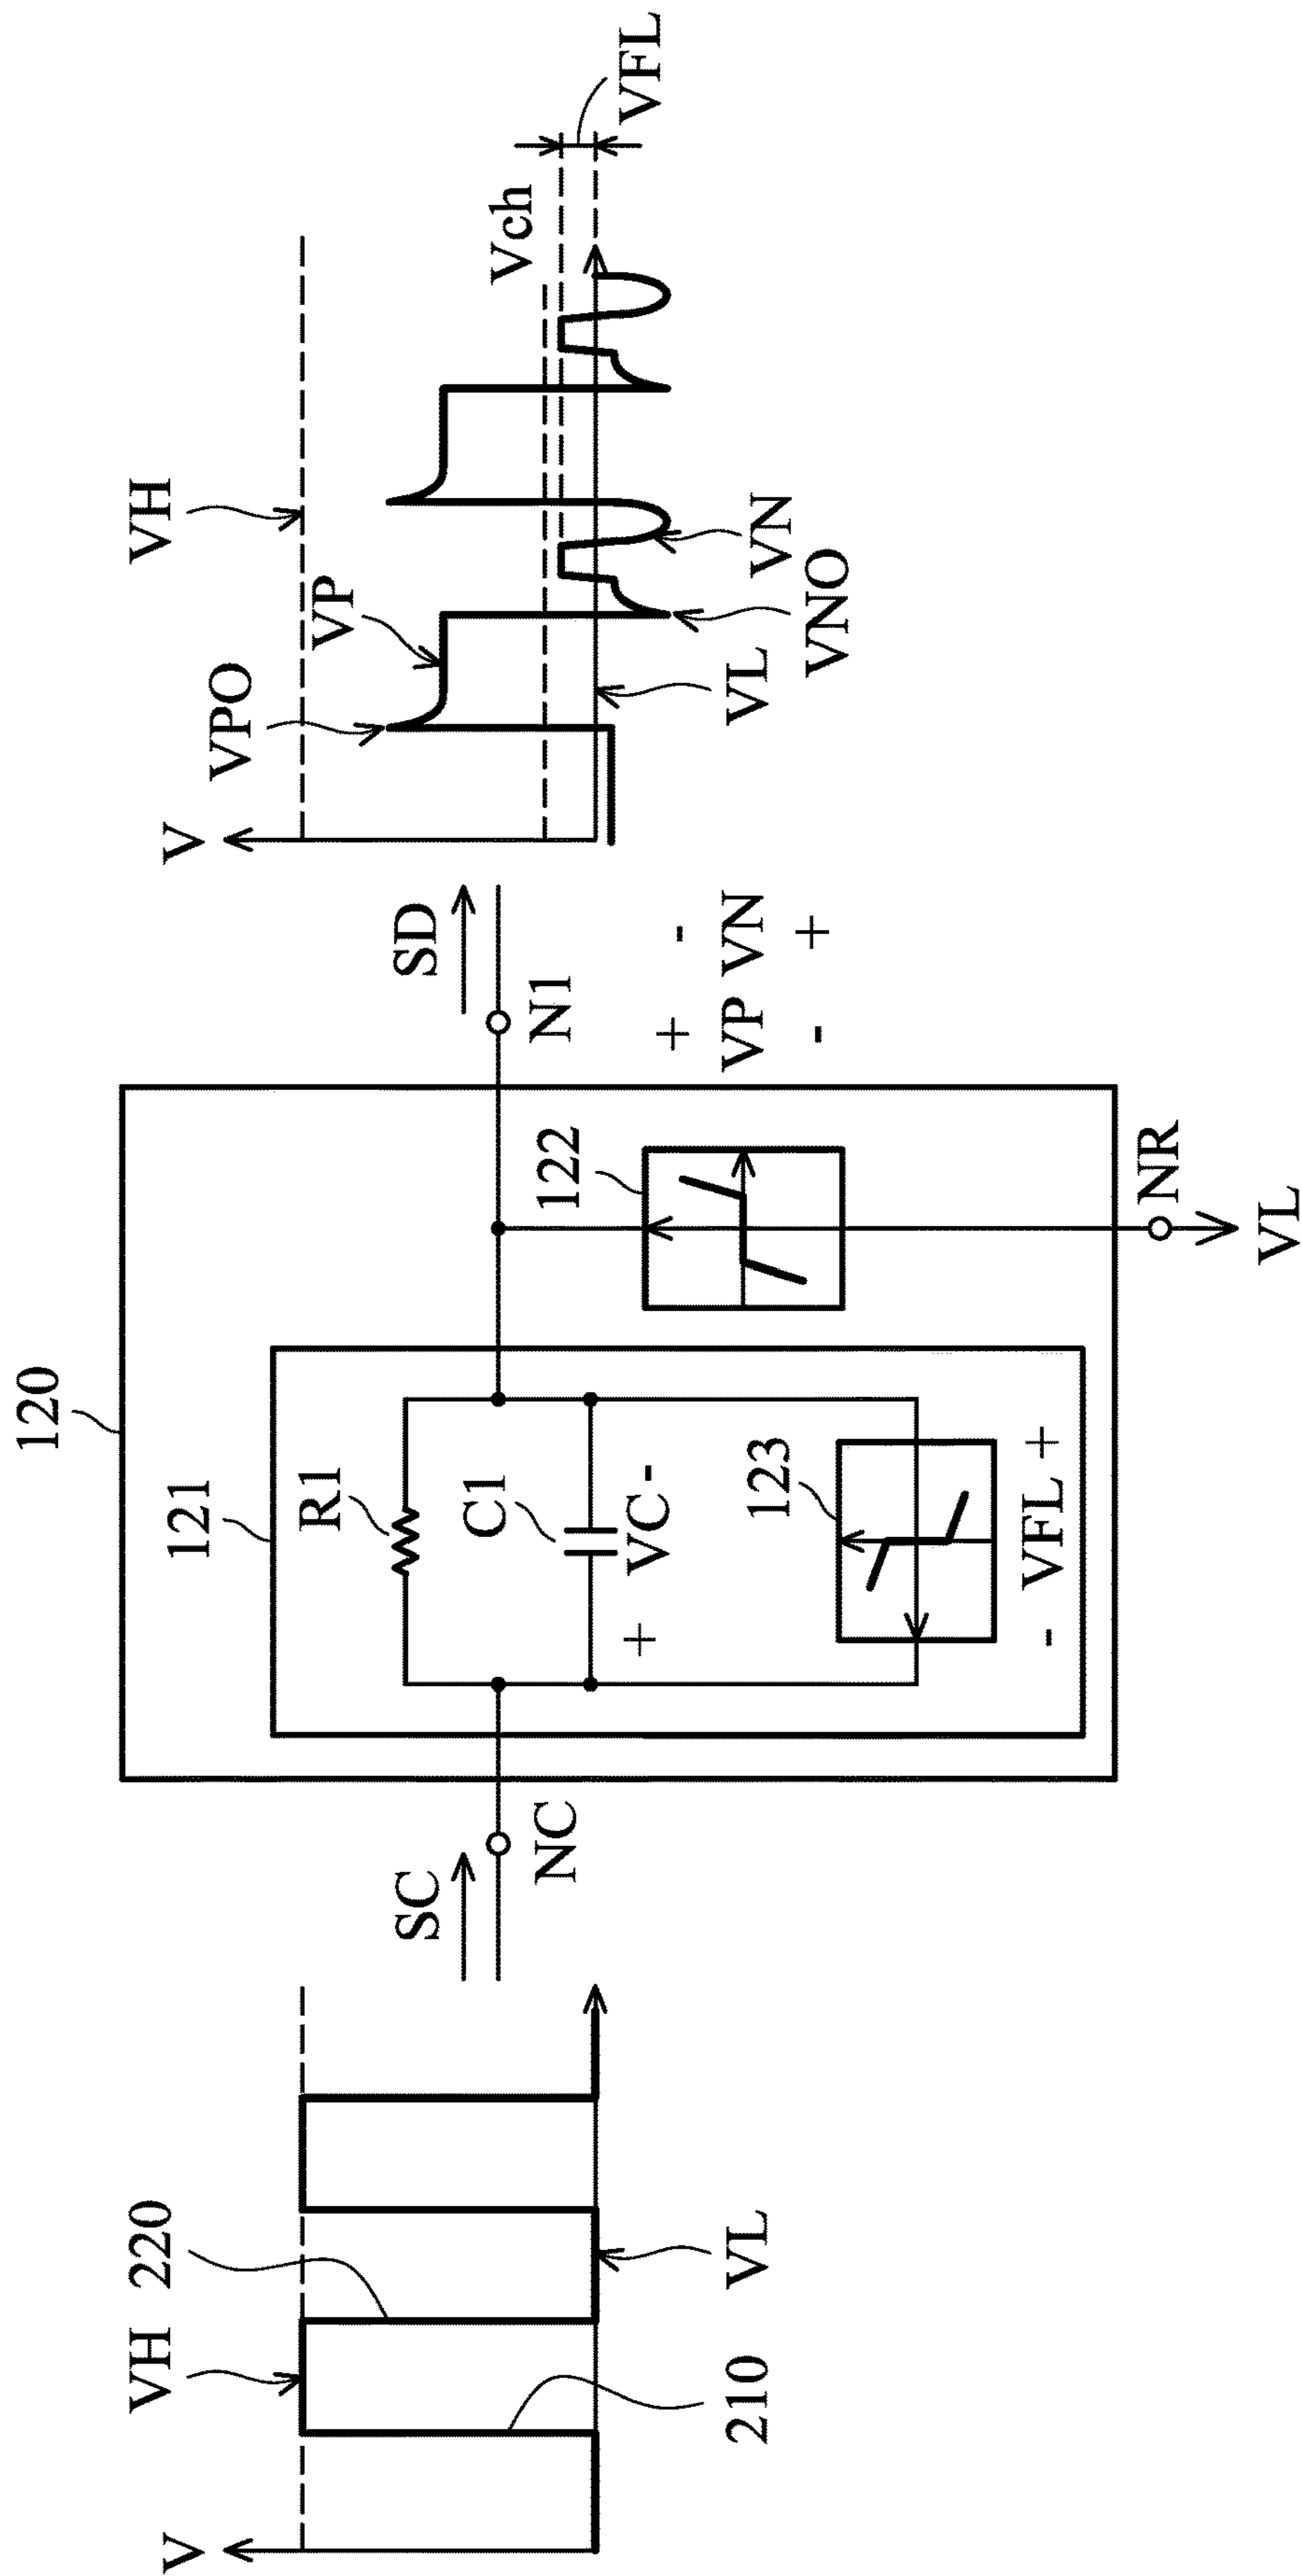 V
VH
220
210
VL
SC
NC
120
121
R1
C1
+ VC -
123
- VFL +
122
NR
VL
SD
N1
+ -
VP VN
- +
V
VPO
VP
VH
VL
VNO
VN
Vch
VFL